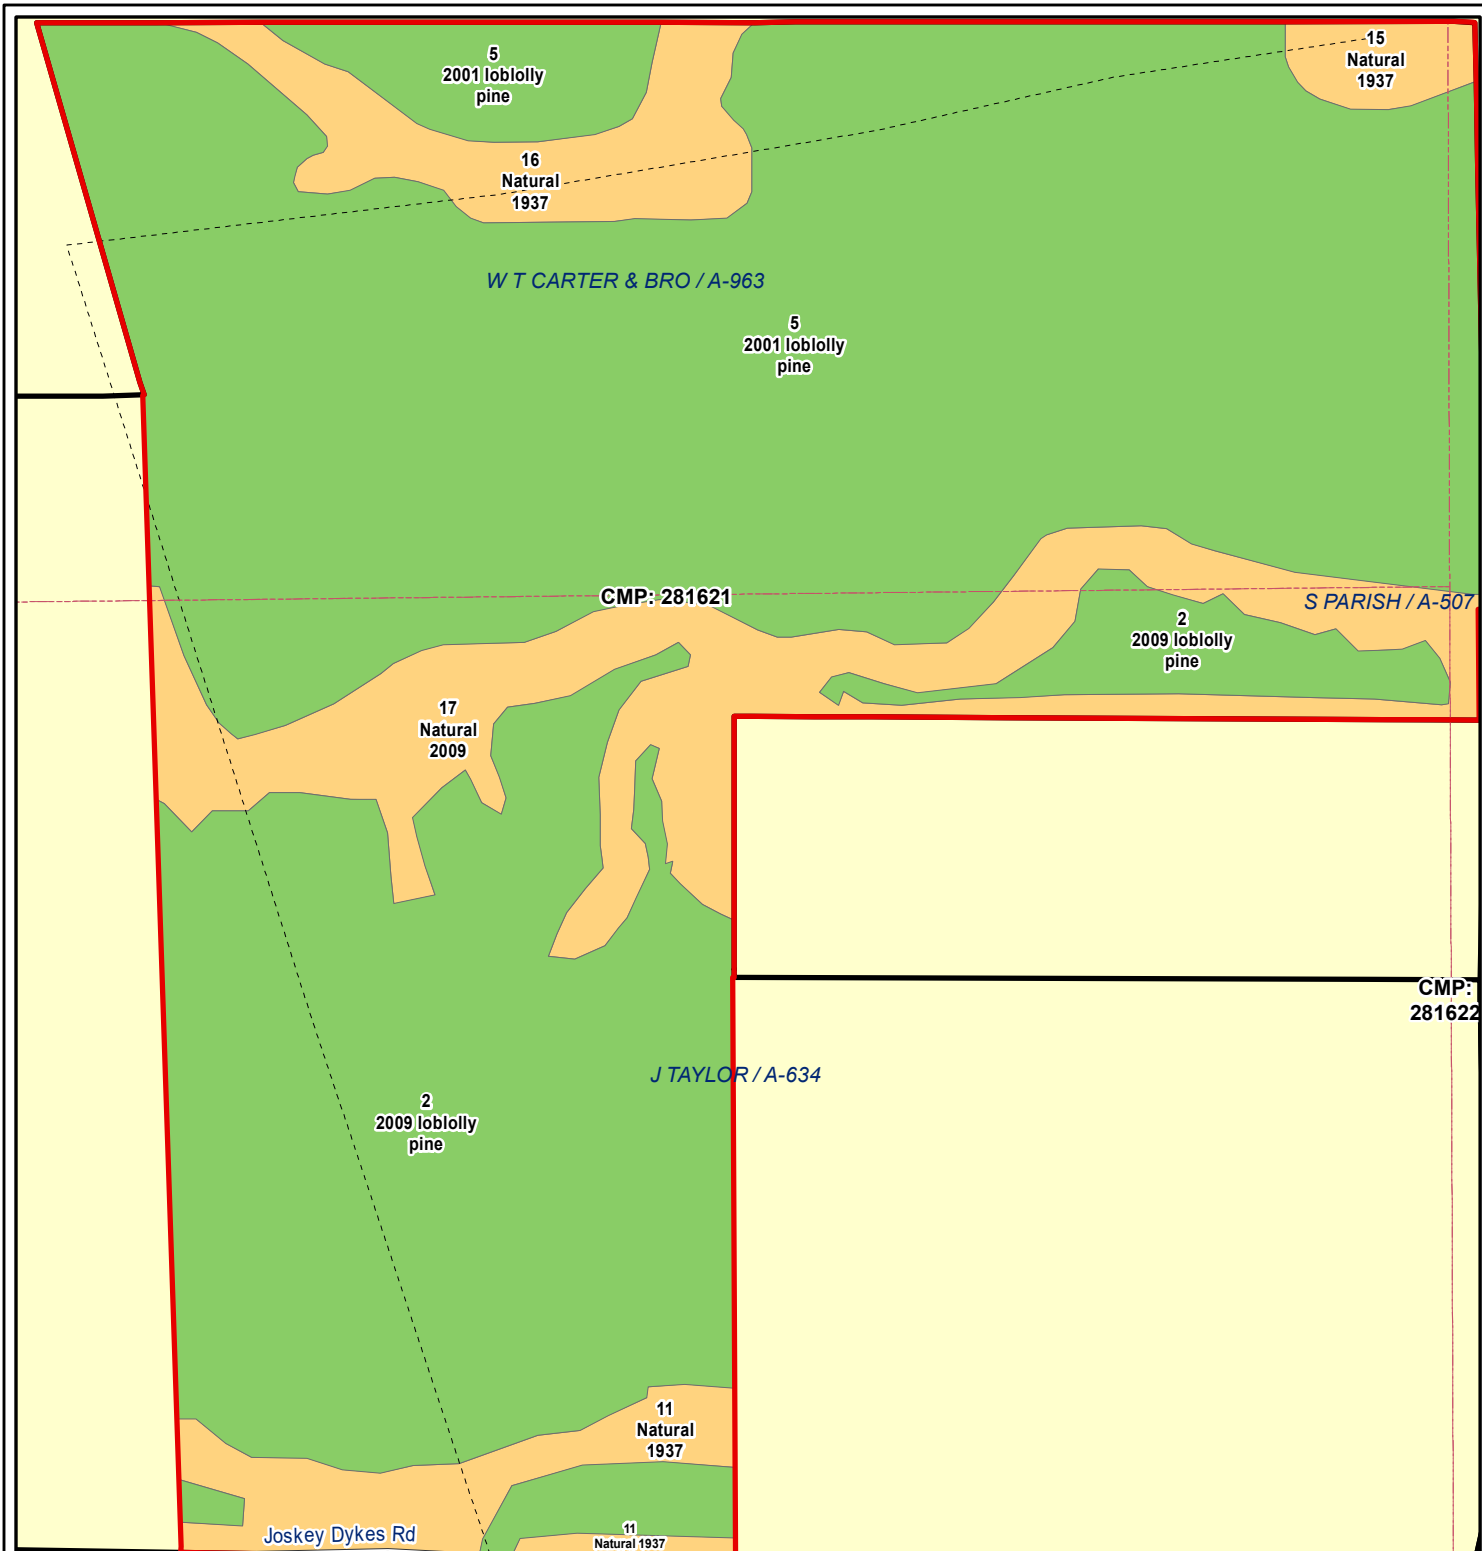 5
2001 loblolly
pine
15
Natural
1937
16
Natural
1937
W T CARTER & BRO / A-963
5
2001 loblolly
pine
CMP: 281621
S PARISH / A-507
2
2009 loblolly
pine
17
Natural
2009
CMP:
281622
J TAYLOR / A-634
2
2009 loblolly
pine
11
Natural
1937
Joskey Dykes Rd
11
Natural 1937